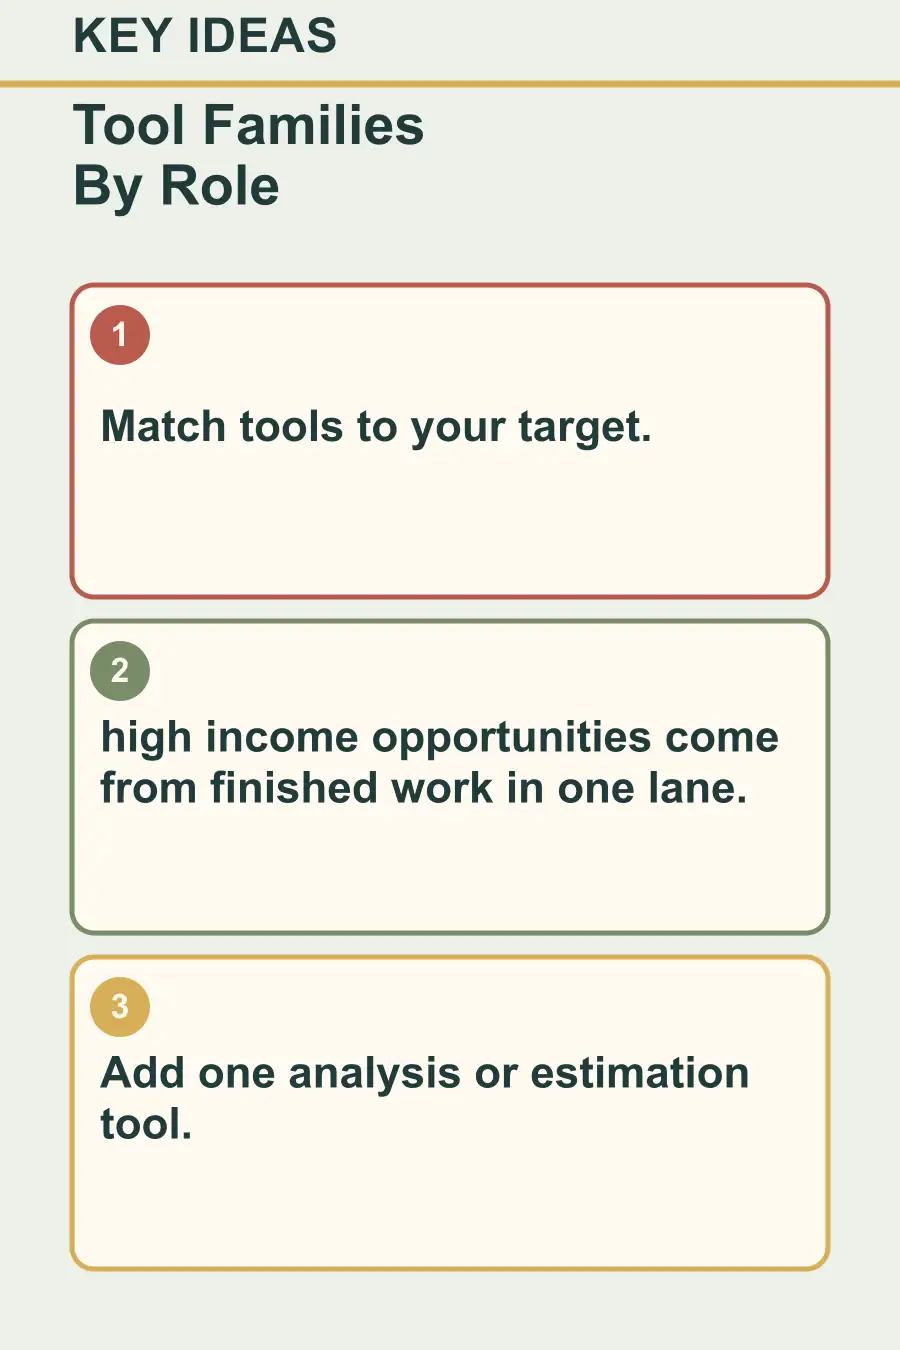 KEY IDEAS
Tool Families
By Role
1
Match tools to your target.
2
high income opportunities come
from finished work in one lane.
3
Add one analysis or estimation
tool.